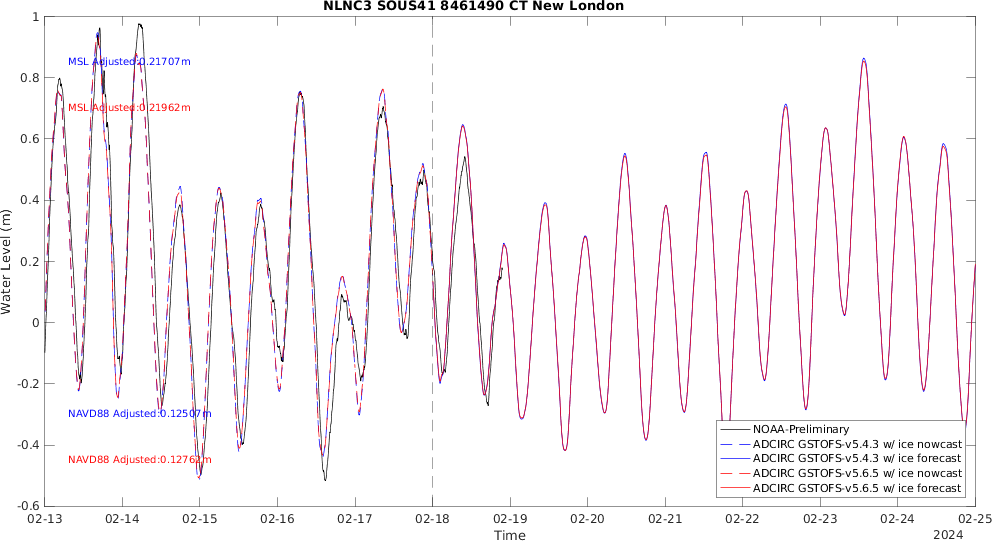 NLNC3 SOUS41 8461490 CT New London
1
0.8
0.6
0.4
0.2
0
-0.2
-0.4
-0.6
Water Level (m)
MSL Adjusted:0.21707m
MSL Adjusted:0.21962m
NAVD88 Adjusted:0.12507m
NAVD88 Adjusted:0.12762m
NOAA-Preliminary
ADCIRC GSTOFS-v5.4.3 w/ ice nowcast
ADCIRC GSTOFS-v5.4.3 w/ ice forecast
ADCIRC GSTOFS-v5.6.5 w/ ice nowcast
ADCIRC GSTOFS-v5.6.5 w/ ice forecast
02-13 02-14 02-15 02-16 02-17 02-18 02-19 02-20 02-21 02-22 02-23 02-24 02-25
Time
2024